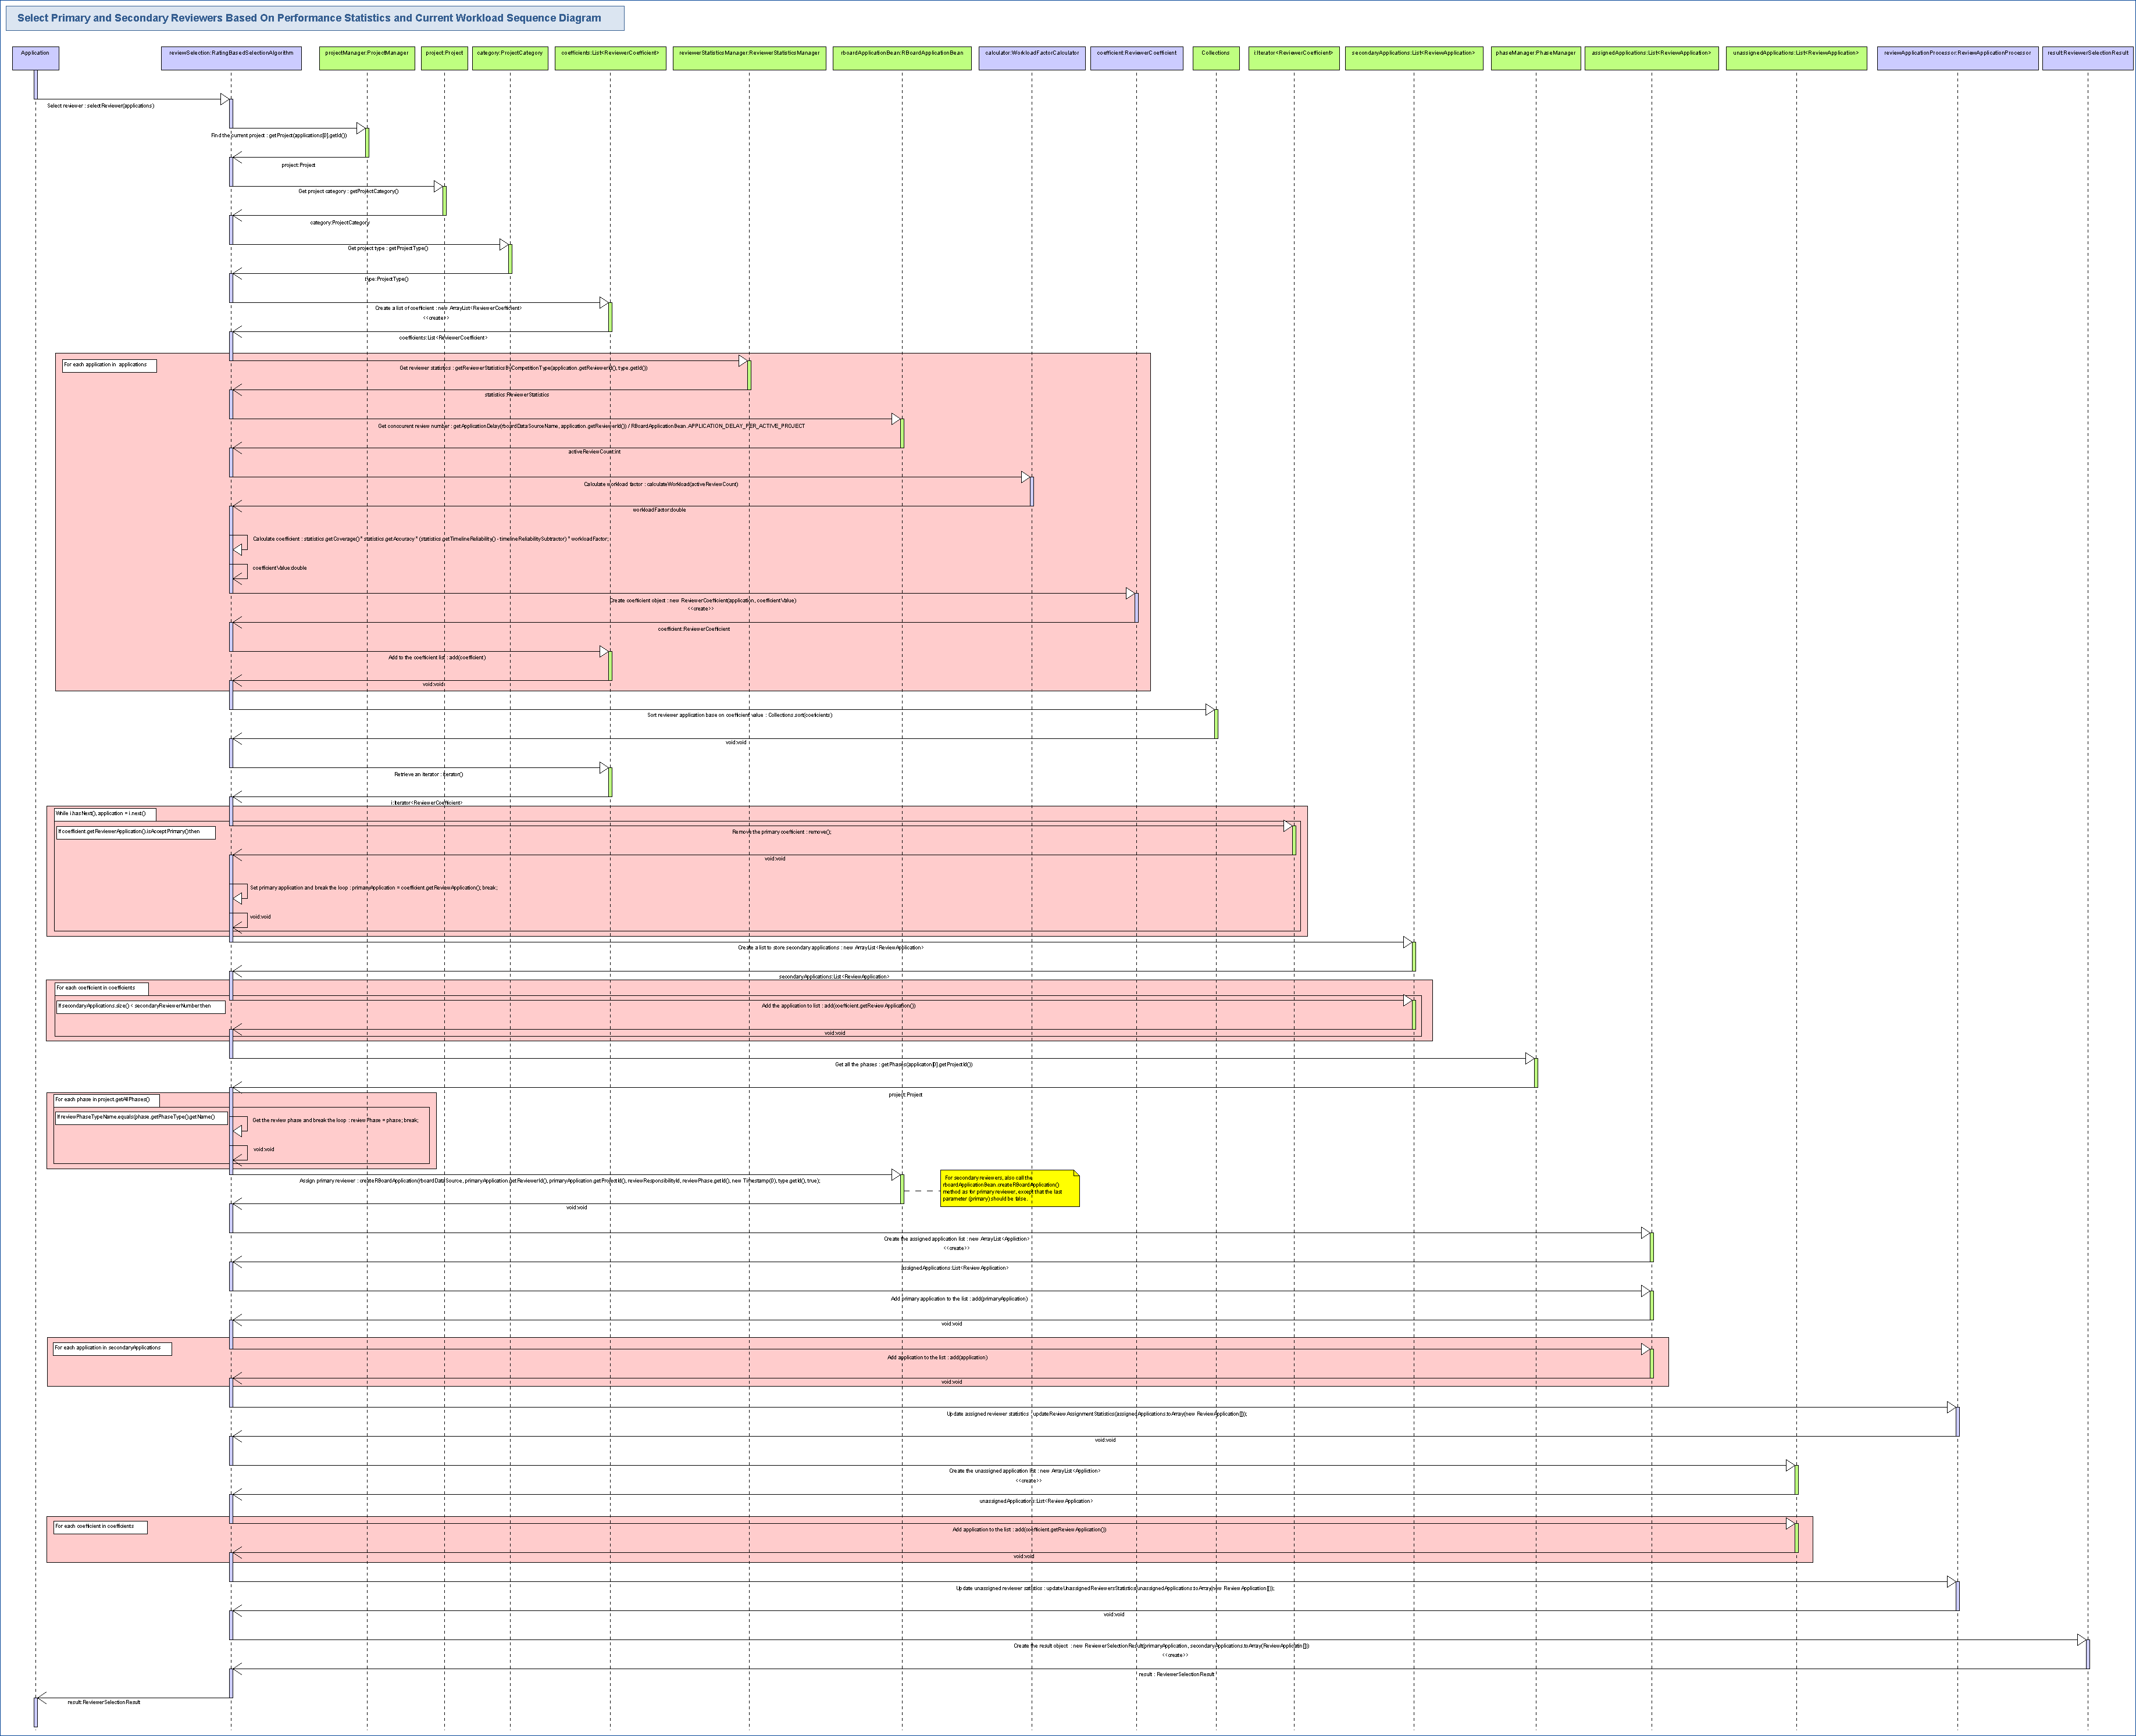 Select Primary and Secondary Reviewers Based On Performance Statistics and Current Workload Sequence Diagram
Application
reviewSelection:RatingBasedSelectionAlgorithm
projectManager:ProjectManager
project:Project
category:ProjectCategory
coefficients:List<ReviewerCoefficient>
reviewerStatisticsManager:ReviewerStatisticsManager
rboardApplicationBean:RBoardApplicationBean
calculator:WorkloadFactorCalculator
coefficient:ReviewerCoefficient
Collections
i:Iterator<ReviewerCoefficient>
secondaryApplications:List<ReviewApplication>
phaseManager:PhaseManager
assignedApplications:List<ReviewApplication>
unassignedApplications:List<ReviewApplication>
reviewApplicationProcessor:ReviewApplicationProcessor
result:ReviewerSelectionResult
Select reviewer : selectReviewer(applications)
Find the current project : getProject(applications[0].getId())
project:Project
Get project category : getProjectCategory()
category:ProjectCategory
Get project type : getProjectType()
type:ProjectType()
Create a list of coefficient : new ArrayList<ReviewerCoefficient>
<<create>>
coefficients:List<ReviewerCoefficient>
For each application in applications
Get reviewer statistics : getReviewerStatisticsByCompetitionType(application.getReviewerId(), type.getId())
statistics:ReviewerStatistics
Get concurrent review number : getApplicationDelay(rboardDataSourceName, application.getReviewerId()) / RBoardApplicationBean.APPLICATION_DELAY_PER_ACTIVE_PROJECT
activeReviewCount:int
Calculate workload factor : calculateWorkload(activeReviewCount)
workloadFactor:double
Calculate coefficient : statistics.getCoverage() * statistics.getAccuracy * (statistics.getTimelineReliability() - timelineReliabilitySubtractor) * workloadFactor;
coefficientValue:double
Create coefficient object : new ReviewerCoefficient(application, coefficientValue)
<<create>>
coefficient:ReviewerCoefficient
Add to the coefficient list : add(coefficient)
void:void
Sort reviewer application base on coefficient value : Collections.sort(coeficients)
void:void
Retrieve an iterator : iterator()
i:Iterator<ReviewerCoefficient>
While i.hasNext(), application = i.next()
If coefficient.getReviewerApplication().isAcceptPrimary() then
Remove the primary coefficient : remove();
void:void
Set primary application and break the loop : primaryApplication = coefficient.getReviewApplication(); break;
void:void
Create a list to store secondary applications : new ArrayList<ReviewApplication>
secondaryApplications:List<ReviewApplication>
For each coefficient in coefficients
If secondaryApplications.size() < secondaryReviewerNumber then
Add the application to list : add(coefficient.getReviewApplication())
void:void
Get all the phases : getPhases(applicaton[0].getProjectId())
project:Project
For each phase in project.getAllPhases()
If reviewPhaseTypeName.equals(phase.getPhaseType().getName()
Get the review phase and break the loop : reviewPhase = phase; break;
void:void
Assign primary reviewer : createRBoardApplication(rboardDataSource, primaryApplication.getReviewerId(), primaryApplication.getProjectId(), reviewResponsibilityId, reviewPhase.getId(), new Timestamp(0), type.getId(), true);
For secondary reviewers, also call the
rboardApplicationBean.createRBoardApplication()
method as for primary reviewer, except that the last
parameter (primary) should be false.
void:void
Create the assigned application list : new ArrayList<Appliction>
<<create>>
assignedApplications:List<ReviewApplication>
Add primary application to the list : add(primaryApplication)
void:void
For each application in secondaryApplications
Add application to the list : add(application)
void:void
Update assigned reviewer statistics : updateReviewAssignmentStatistics(assignedApplications.toArray(new ReviewApplication[]));
void:void
Create the unassigned application list : new ArrayList<Appliction>
<<create>>
unassignedApplications:List<ReviewApplication>
For each coefficient in coefficients
Add application to the list : add(coefficient.getReviewApplication())
void:void
Update unassigned reviewer satistics : updateUnassignedReviewersStatistics(unassignedApplications.toArray(new ReviewApplication[]));
void:void
Create the result object : new ReviewerSelectionResult(primaryApplication, secondaryApplications.toArray(ReviewApplicatin[]))
<<create>>
result : ReviewerSelectionResult
result:ReviewerSelectionResult